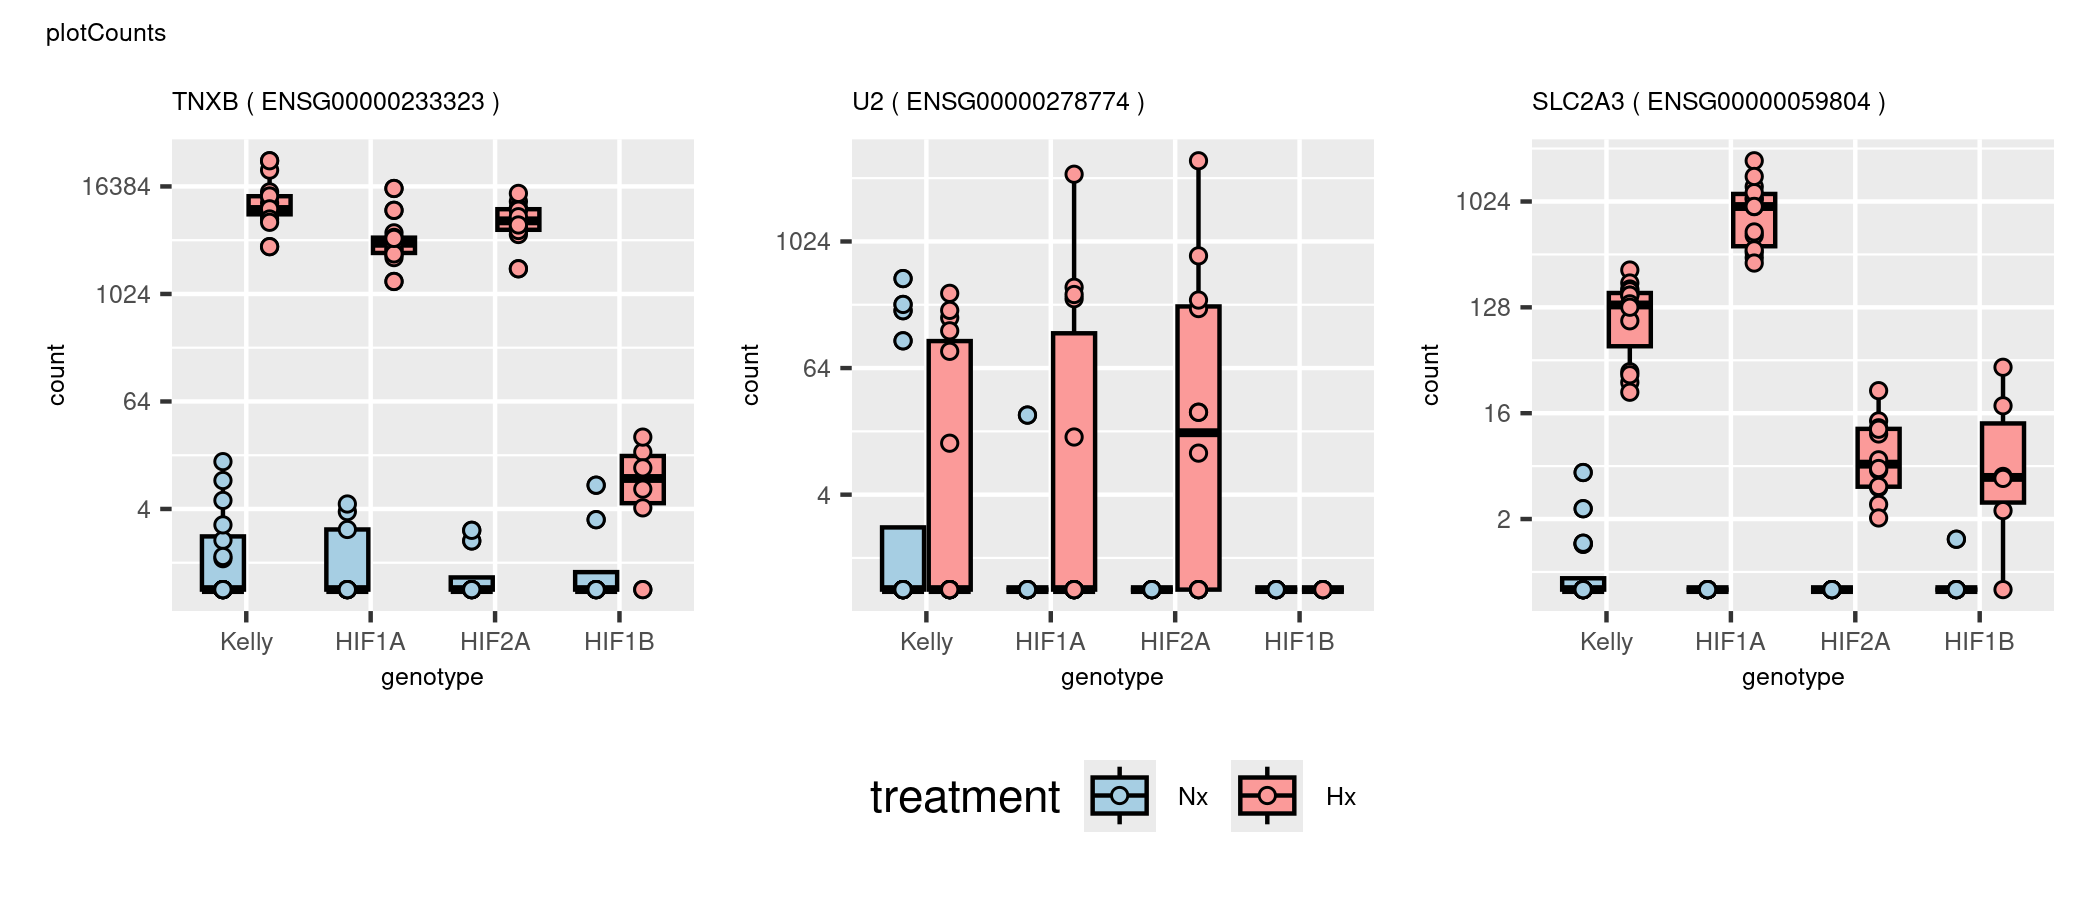 plotCounts
TNXB ( ENSG00000233323 )
count
16384
1024
64
4
Kelly HIF1A HIF2A HIF1B
genotype
U2 ( ENSG00000278774 )
count
1024
64
4
Kelly HIF1A HIF2A HIF1B
genotype
SLC2A3 ( ENSG00000059804 )
count
1024
128
16
2
Kelly HIF1A HIF2A HIF1B
genotype
treatment Nx Hx